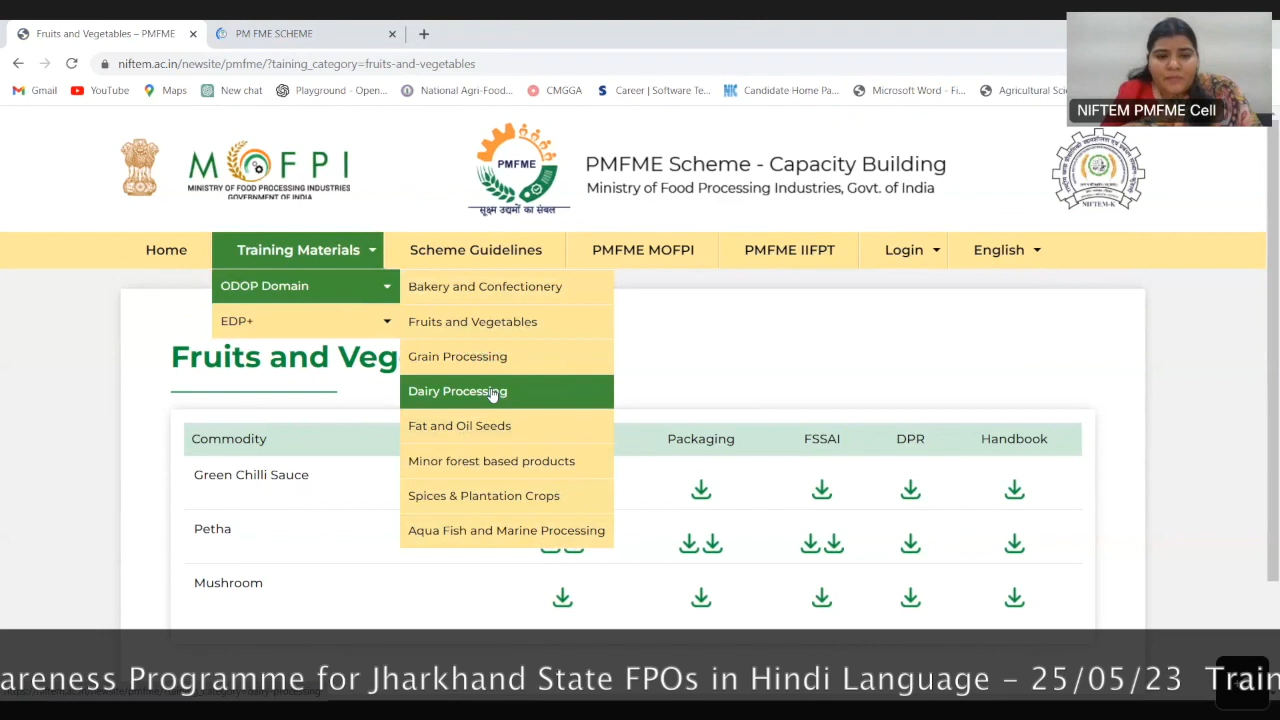 Fruits and Vegetables – PMFME
PM FME SCHEME
niftem.ac.in/newsite/pmfme/?taining_category=fruits-and-vegetables
Gmail
YouTube
Maps
New chat
Playground - Open...
National Agri-Food...
CMGGA
Career | Software Te...
Candidate Home Pa...
Microsoft Word - Fi...
Agricultural Sci
NIFTEM PMFME Cell
MOFPI
MINISTRY OF FOOD PROCESSING INDUSTRIES
GOVERNMENT OF INDIA
PMFME
सूक्ष्म उद्यमों का संबल
PMFME Scheme - Capacity Building
Ministry of Food Processing Industries, Govt. of India
NIFTEM-K
Home
Training Materials
Scheme Guidelines
PMFME MOFPI
PMFME IIFPT
Login
English
ODOP Domain
EDP+
Bakery and Confectionery
Fruits and Vegetables
Grain Processing
Dairy Processing
Fat and Oil Seeds
Minor forest based products
Spices & Plantation Crops
Aqua Fish and Marine Processing
Fruits and Veg
Commodity
Packaging
FSSAI
DPR
Handbook
Green Chilli Sauce
Petha
Mushroom
areness Programme for Jharkhand State FPOs in Hindi Language – 25/05/23 Train